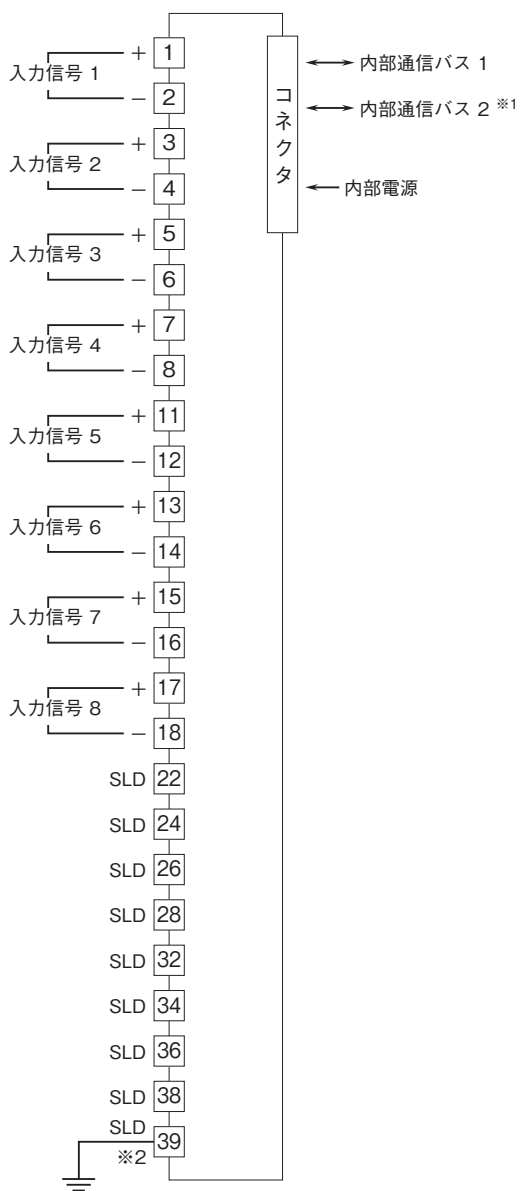 入力信号 1
+ 1
− 2
入力信号 2
+ 3
− 4
入力信号 3
+ 5
− 6
入力信号 4
+ 7
− 8
入力信号 5
+ 11
− 12
入力信号 6
+ 13
− 14
入力信号 7
+ 15
− 16
入力信号 8
+ 17
− 18
SLD 22
SLD 24
SLD 26
SLD 28
SLD 32
SLD 34
SLD 36
SLD 38
SLD 39
※2
コネクタ
内部通信バス 1
内部通信バス 2 ※1
内部電源